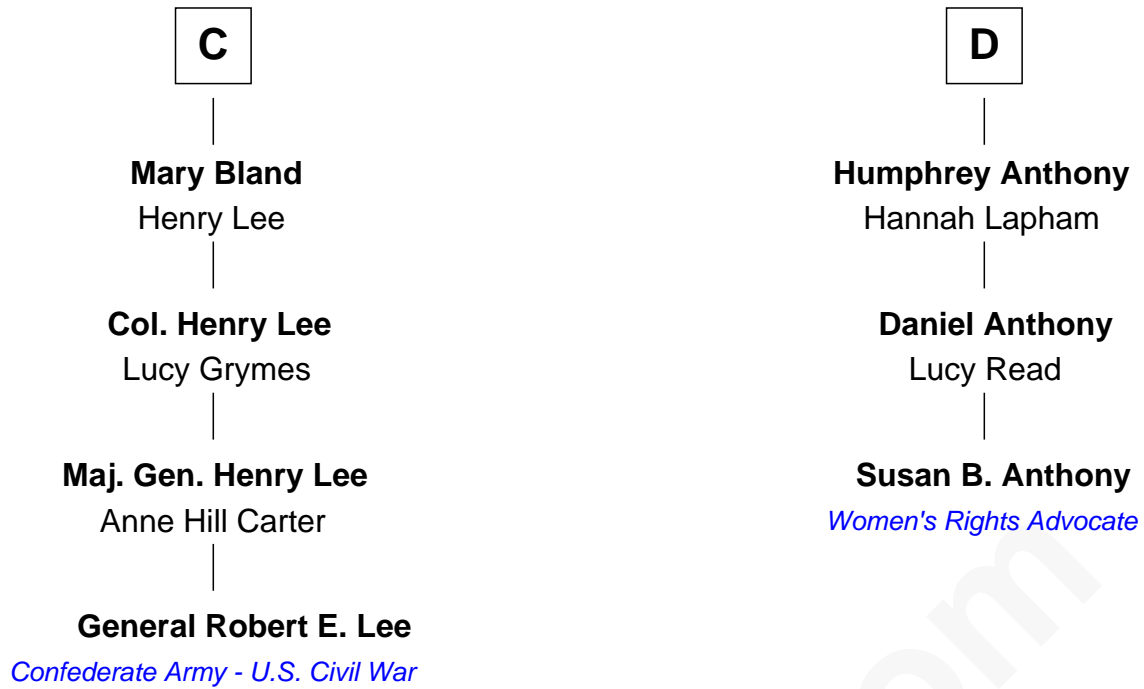 C
Mary Bland
Henry Lee
Col. Henry Lee
Lucy Grymes
Maj. Gen. Henry Lee
Anne Hill Carter
General Robert E. Lee
Confederate Army - U.S. Civil War
D
Humphrey Anthony
Hannah Lapham
Daniel Anthony
Lucy Read
Susan B. Anthony
Women's Rights Advocate
om